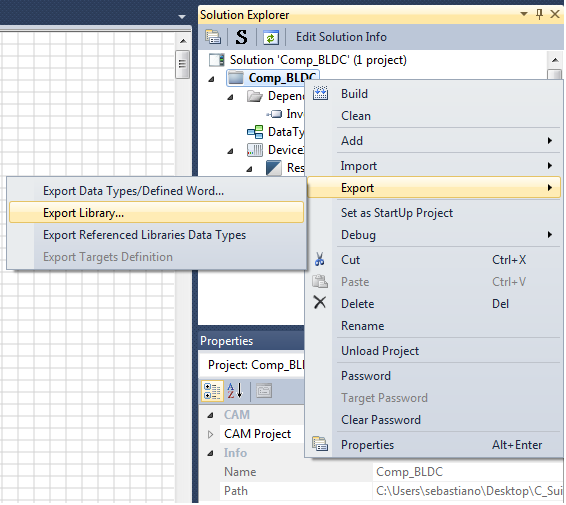 Solution Explorer
S Edit Solution Info
Solution 'Comp_BLDC' (1 project)
Comp_BLDC
Depen
Inv
DataTy
Device
Res
Build
Clean
Add
Import
Export
Set as StartUp Project
Debug
Cut Ctrl+X
Paste Ctrl+V
Delete Del
Rename
Unload Project
Password
Target Password
Clear Password
Properties Alt+Enter
Export Data Types/Defined Word...
Export Library...
Export Referenced Libraries Data Types
Export Targets Definition
Properties
Project: Comp_BL
A
Z
CAM
CAM Project
Info
Name Comp_BLDC
Path C:\Users\sebastiano\Desktop\C_Sui